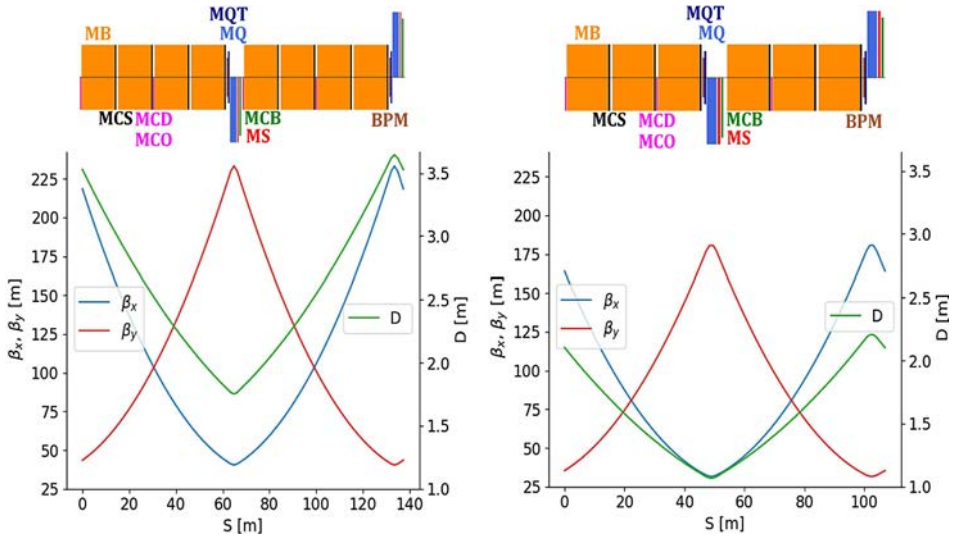 MQT
MB MQ
MCS MCD MCB BPM
MCO MS
225
200
175
150
125
100
75
50
25
βx, βy [m]
3.5
3.0
2.5
2.0
1.5
1.0
D [m]
βx
βy
D
0 20 40 60 80 100 120 140
S [m]
MQT
MB MQ
MCS MCD MCB BPM
MCO MS
225
200
175
150
125
100
75
50
25
βx, βy [m]
3.5
3.0
2.5
2.0
1.5
1.0
D [m]
βx
βy
D
0 20 40 60 80 100
S [m]